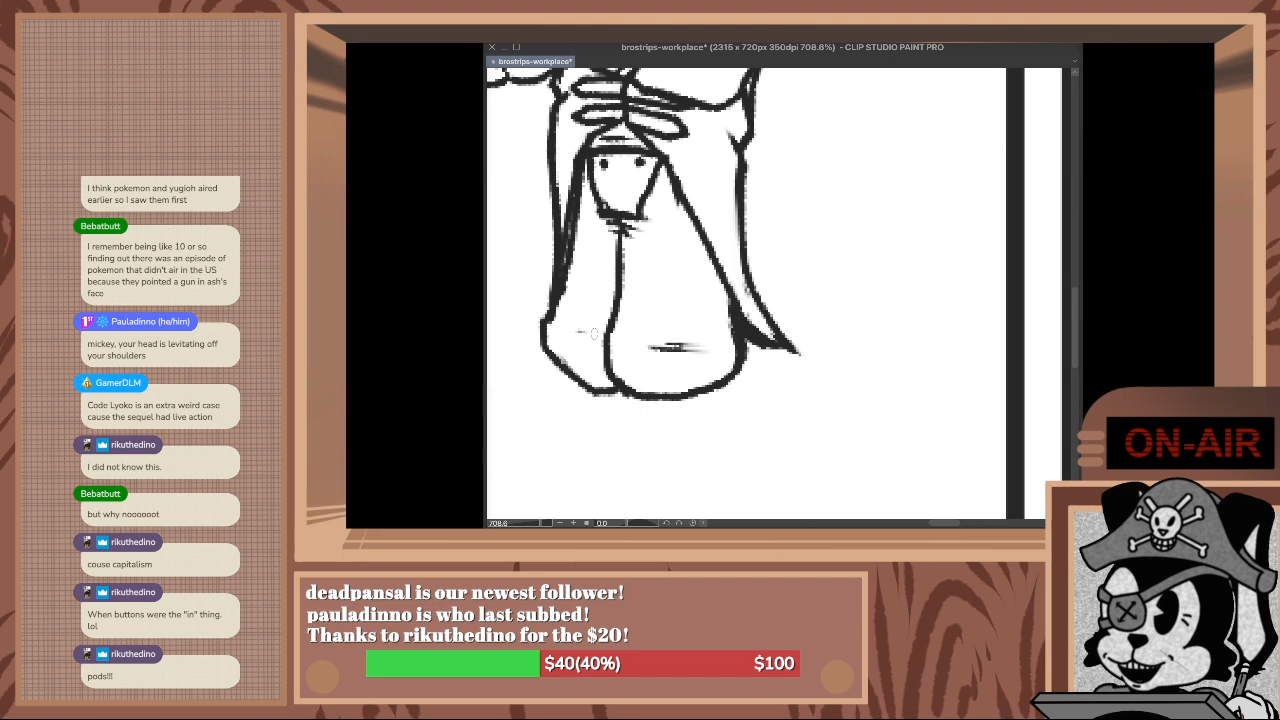 I think pokemon and yugioh aired
earlier so I saw them first
Bebatbutt
I remember being like 10 or so
finding out there was an episode of
pokemon that didn't air in the US
because they pointed a gun in ash's
face
Pauladinno (he/him)
mickey, your head is levitating off
your shoulders
GamerDLM
Code Lyoko is an extra weird case
cause the sequel had live action
rikuthedino
I did not know this.
Bebatbutt
but why noooooot
rikuthedino
couse capitalism
rikuthedino
When buttons were the "in" thing.
lol
rikuthedino
pods!!!
brostrips-workplace* (2315 x 720px 350dpi 708.6%) - CLIP STUDIO PAINT PRO
brostrips-workplace*
708.6
0.0
ON-AIR
deadpansal is our newest follower!
pauladinno is who last subbed!
Thanks to rikuthedino for the $20!
$40(40%) $100